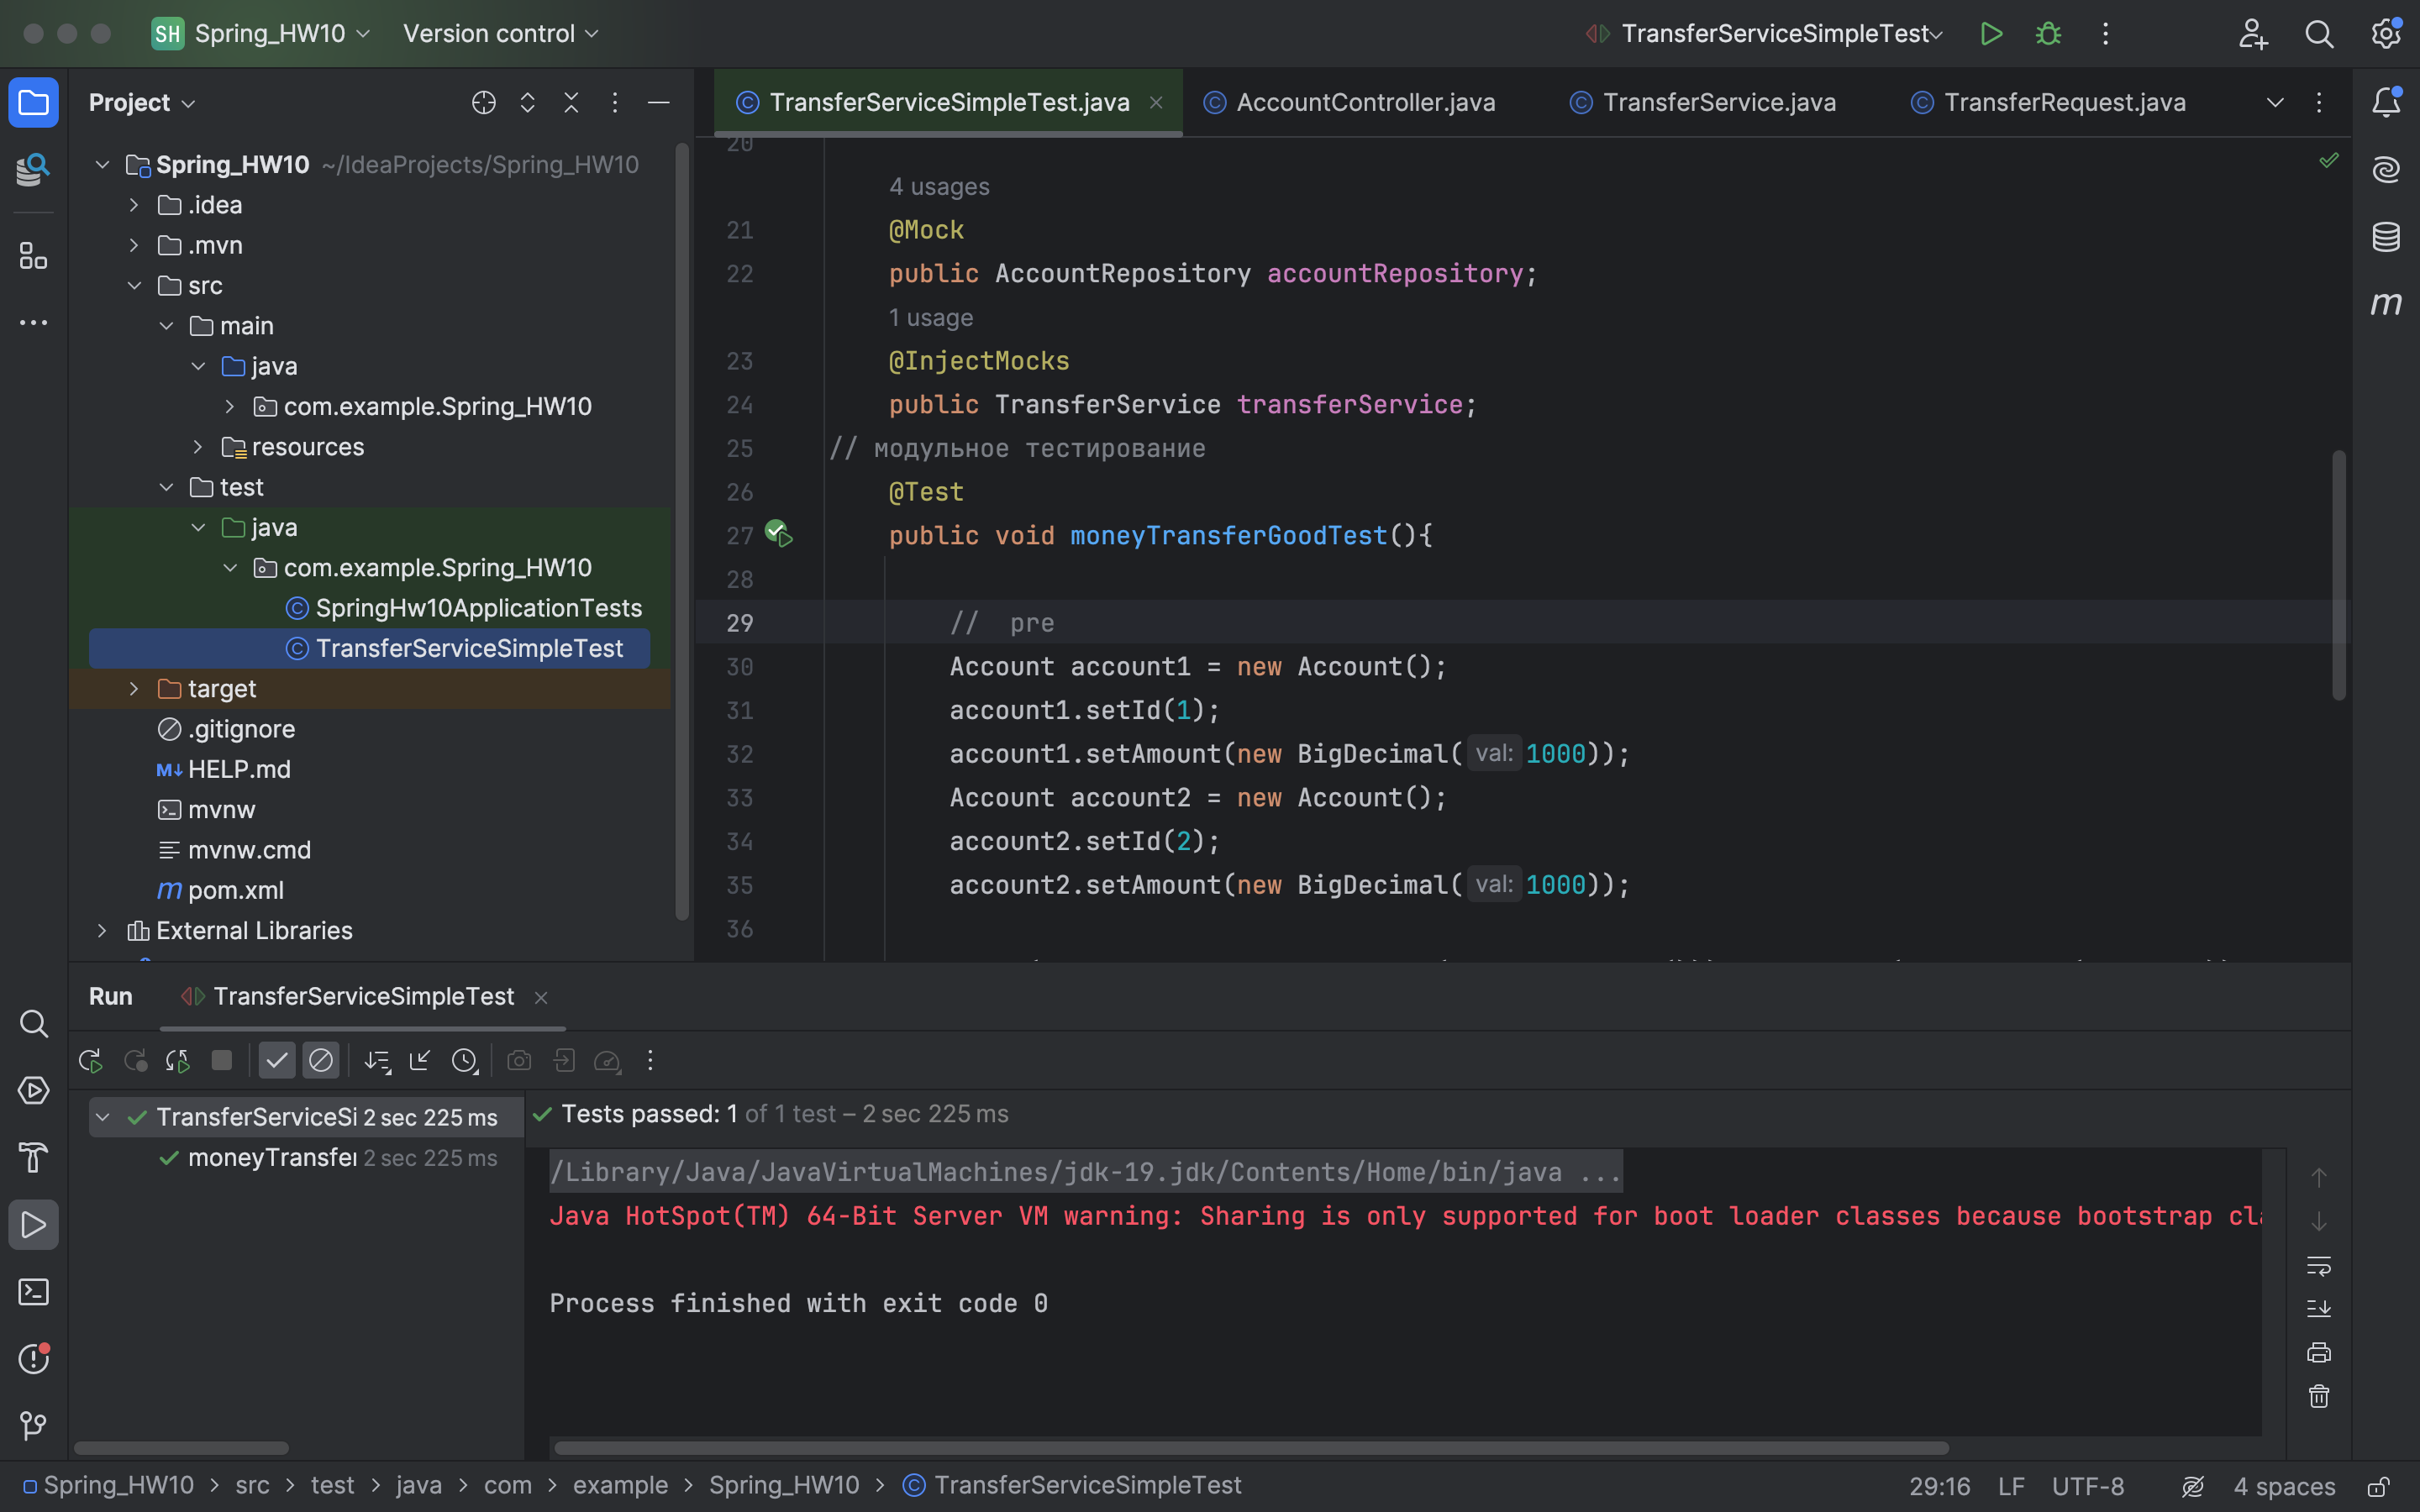 SH Spring_HW10 Version control TransferServiceSimpleTest
Project
Spring_HW10 ~/IdeaProjects/Spring_HW10
.idea
.mvn
src
main
java
com.example.Spring_HW10
resources
test
java
com.example.Spring_HW10
SpringHw10ApplicationTests
TransferServiceSimpleTest
target
.gitignore
M↓ HELP.md
mvnw
mvnw.cmd
m pom.xml
External Libraries
TransferServiceSimpleTest.java AccountController.java TransferService.java TransferRequest.java
20
4 usages
21 @Mock
22 public AccountRepository accountRepository;
1 usage
23 @InjectMocks
24 public TransferService transferService;
25 // модульное тестирование
26 @Test
27 public void moneyTransferGoodTest(){
28
29 // pre
30 Account account1 = new Account();
31 account1.setId(1);
32 account1.setAmount(new BigDecimal( val: 1000));
33 Account account2 = new Account();
34 account2.setId(2);
35 account2.setAmount(new BigDecimal( val: 1000));
36
m
Run TransferServiceSimpleTest
TransferServiceSi 2 sec 225 ms
moneyTransfer 2 sec 225 ms
Tests passed: 1 of 1 test – 2 sec 225 ms
/Library/Java/JavaVirtualMachines/jdk-19.jdk/Contents/Home/bin/java ...
Java HotSpot(TM) 64-Bit Server VM warning: Sharing is only supported for boot loader classes because bootstrap cla
Process finished with exit code 0
Spring_HW10 > src > test > java > com > example > Spring_HW10 > TransferServiceSimpleTest
29:16 LF UTF-8 4 spaces